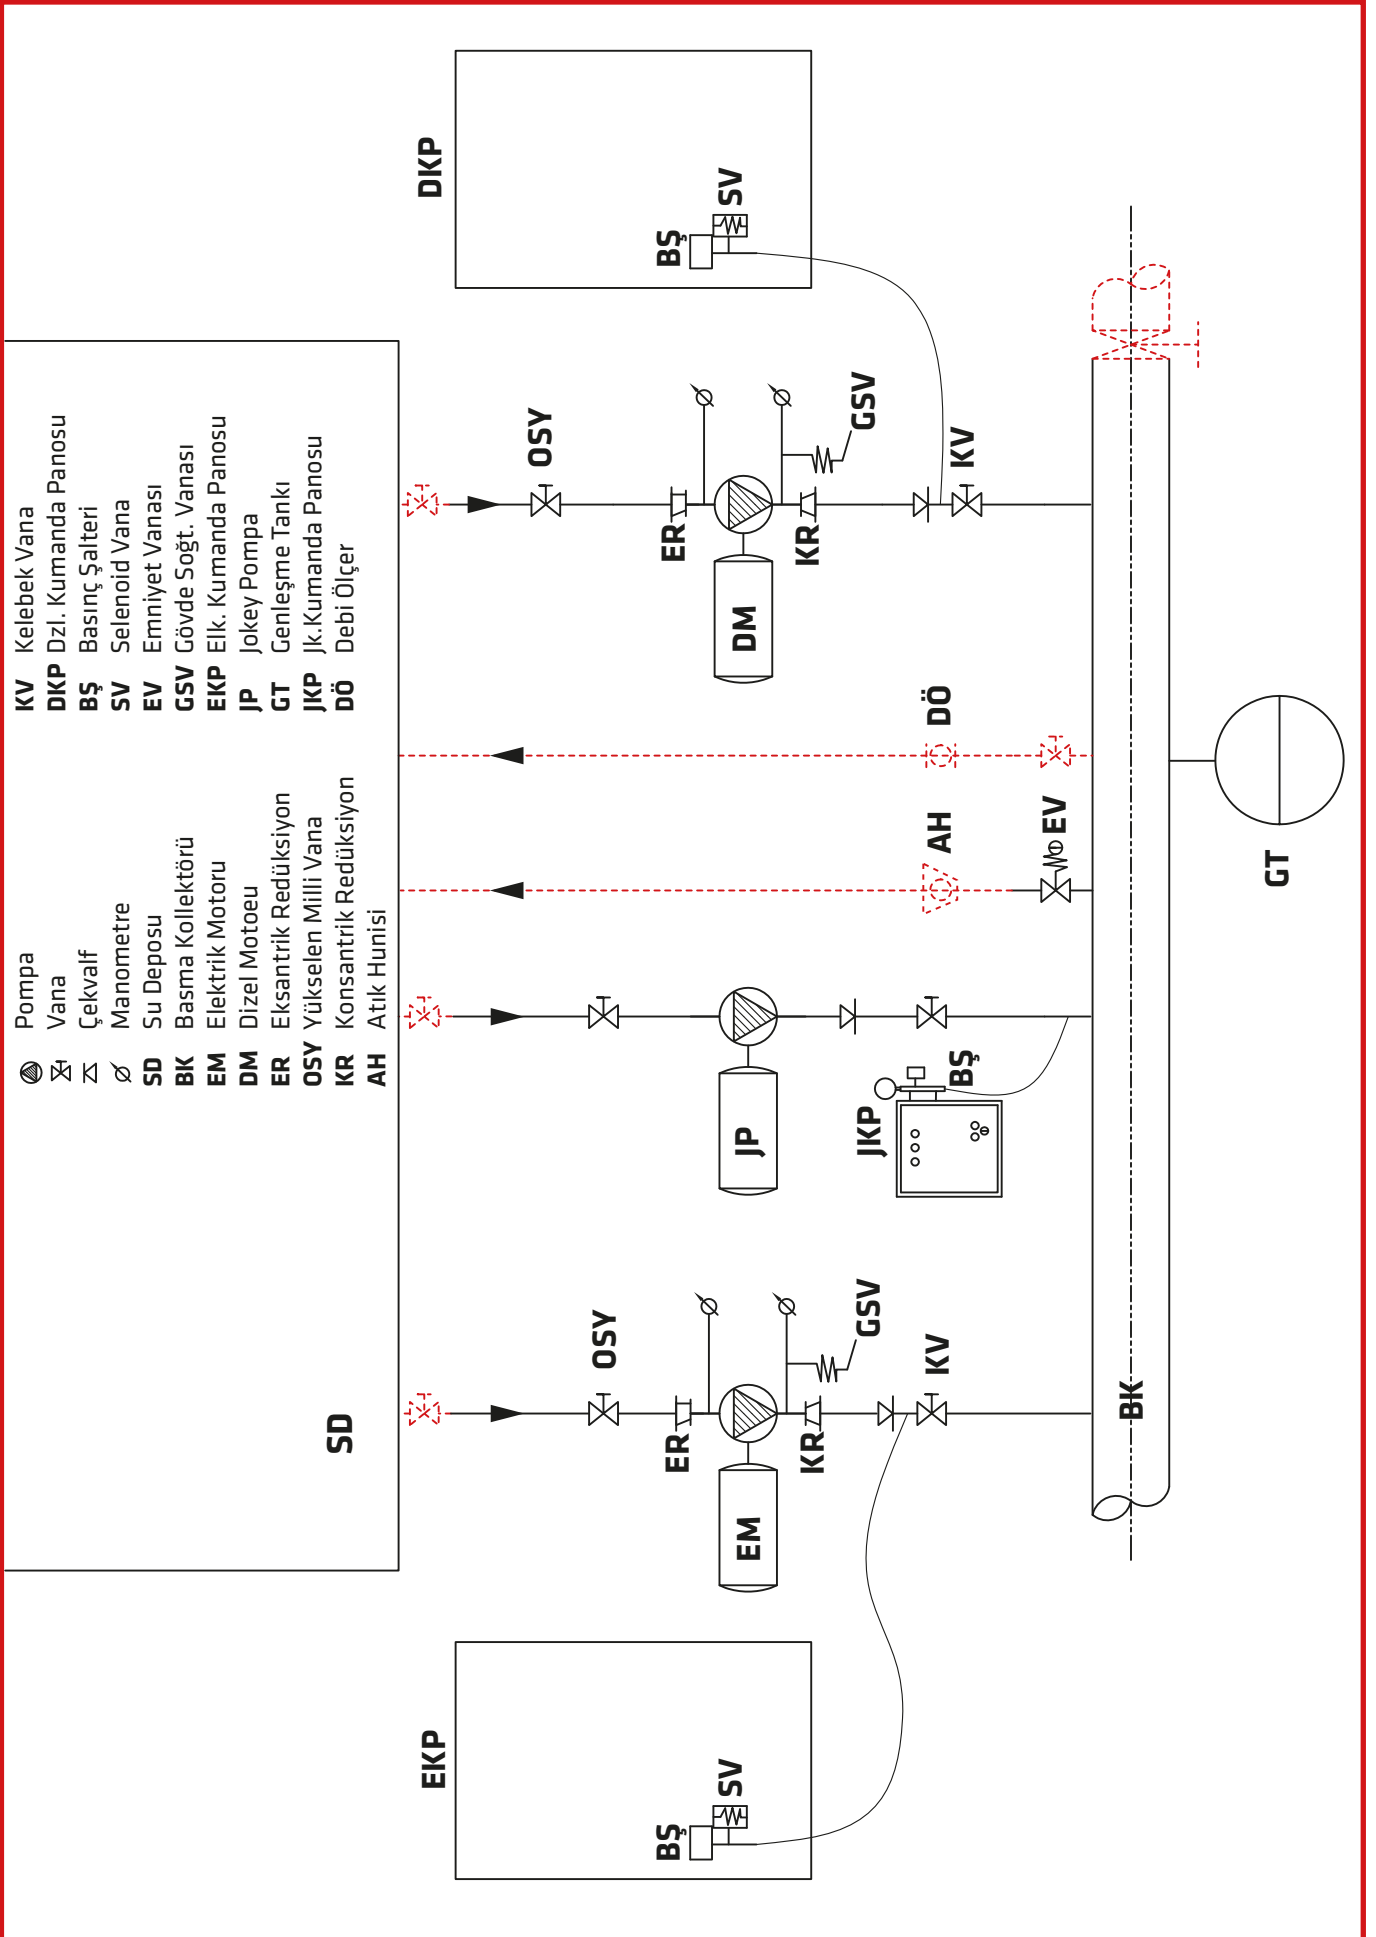 Pompa
Vana
Çekvalf
Manometre
SD Su Deposu
BK Basma Kollektörü
EM Elektrik Motoru
DM Dizel Motoeu
ER Eksantrik Redüksiyon
OSY Yükselen Milli Vana
KR Konsantrik Redüksiyon
AH Atık Hunisi
KV Kelebek Vana
DKP Dzl. Kumanda Panosu
BŞ Basınç Şalteri
SV Selenoid Vana
EV Emniyet Vanası
GSV Gövde Soğt. Vanası
EKP Elk. Kumanda Panosu
JP Jokey Pompa
GT Genleşme Tankı
JKP Jk.Kumanda Panosu
DÖ Debi Ölçer
SD
EKP
BŞ
SV
OSY
ER
EM
KR
GSV
KV
JP
JKP
BŞ
AH
EV
DÖ
OSY
ER
DM
KR
GSV
KV
DKP
BŞ
SV
BK
GT